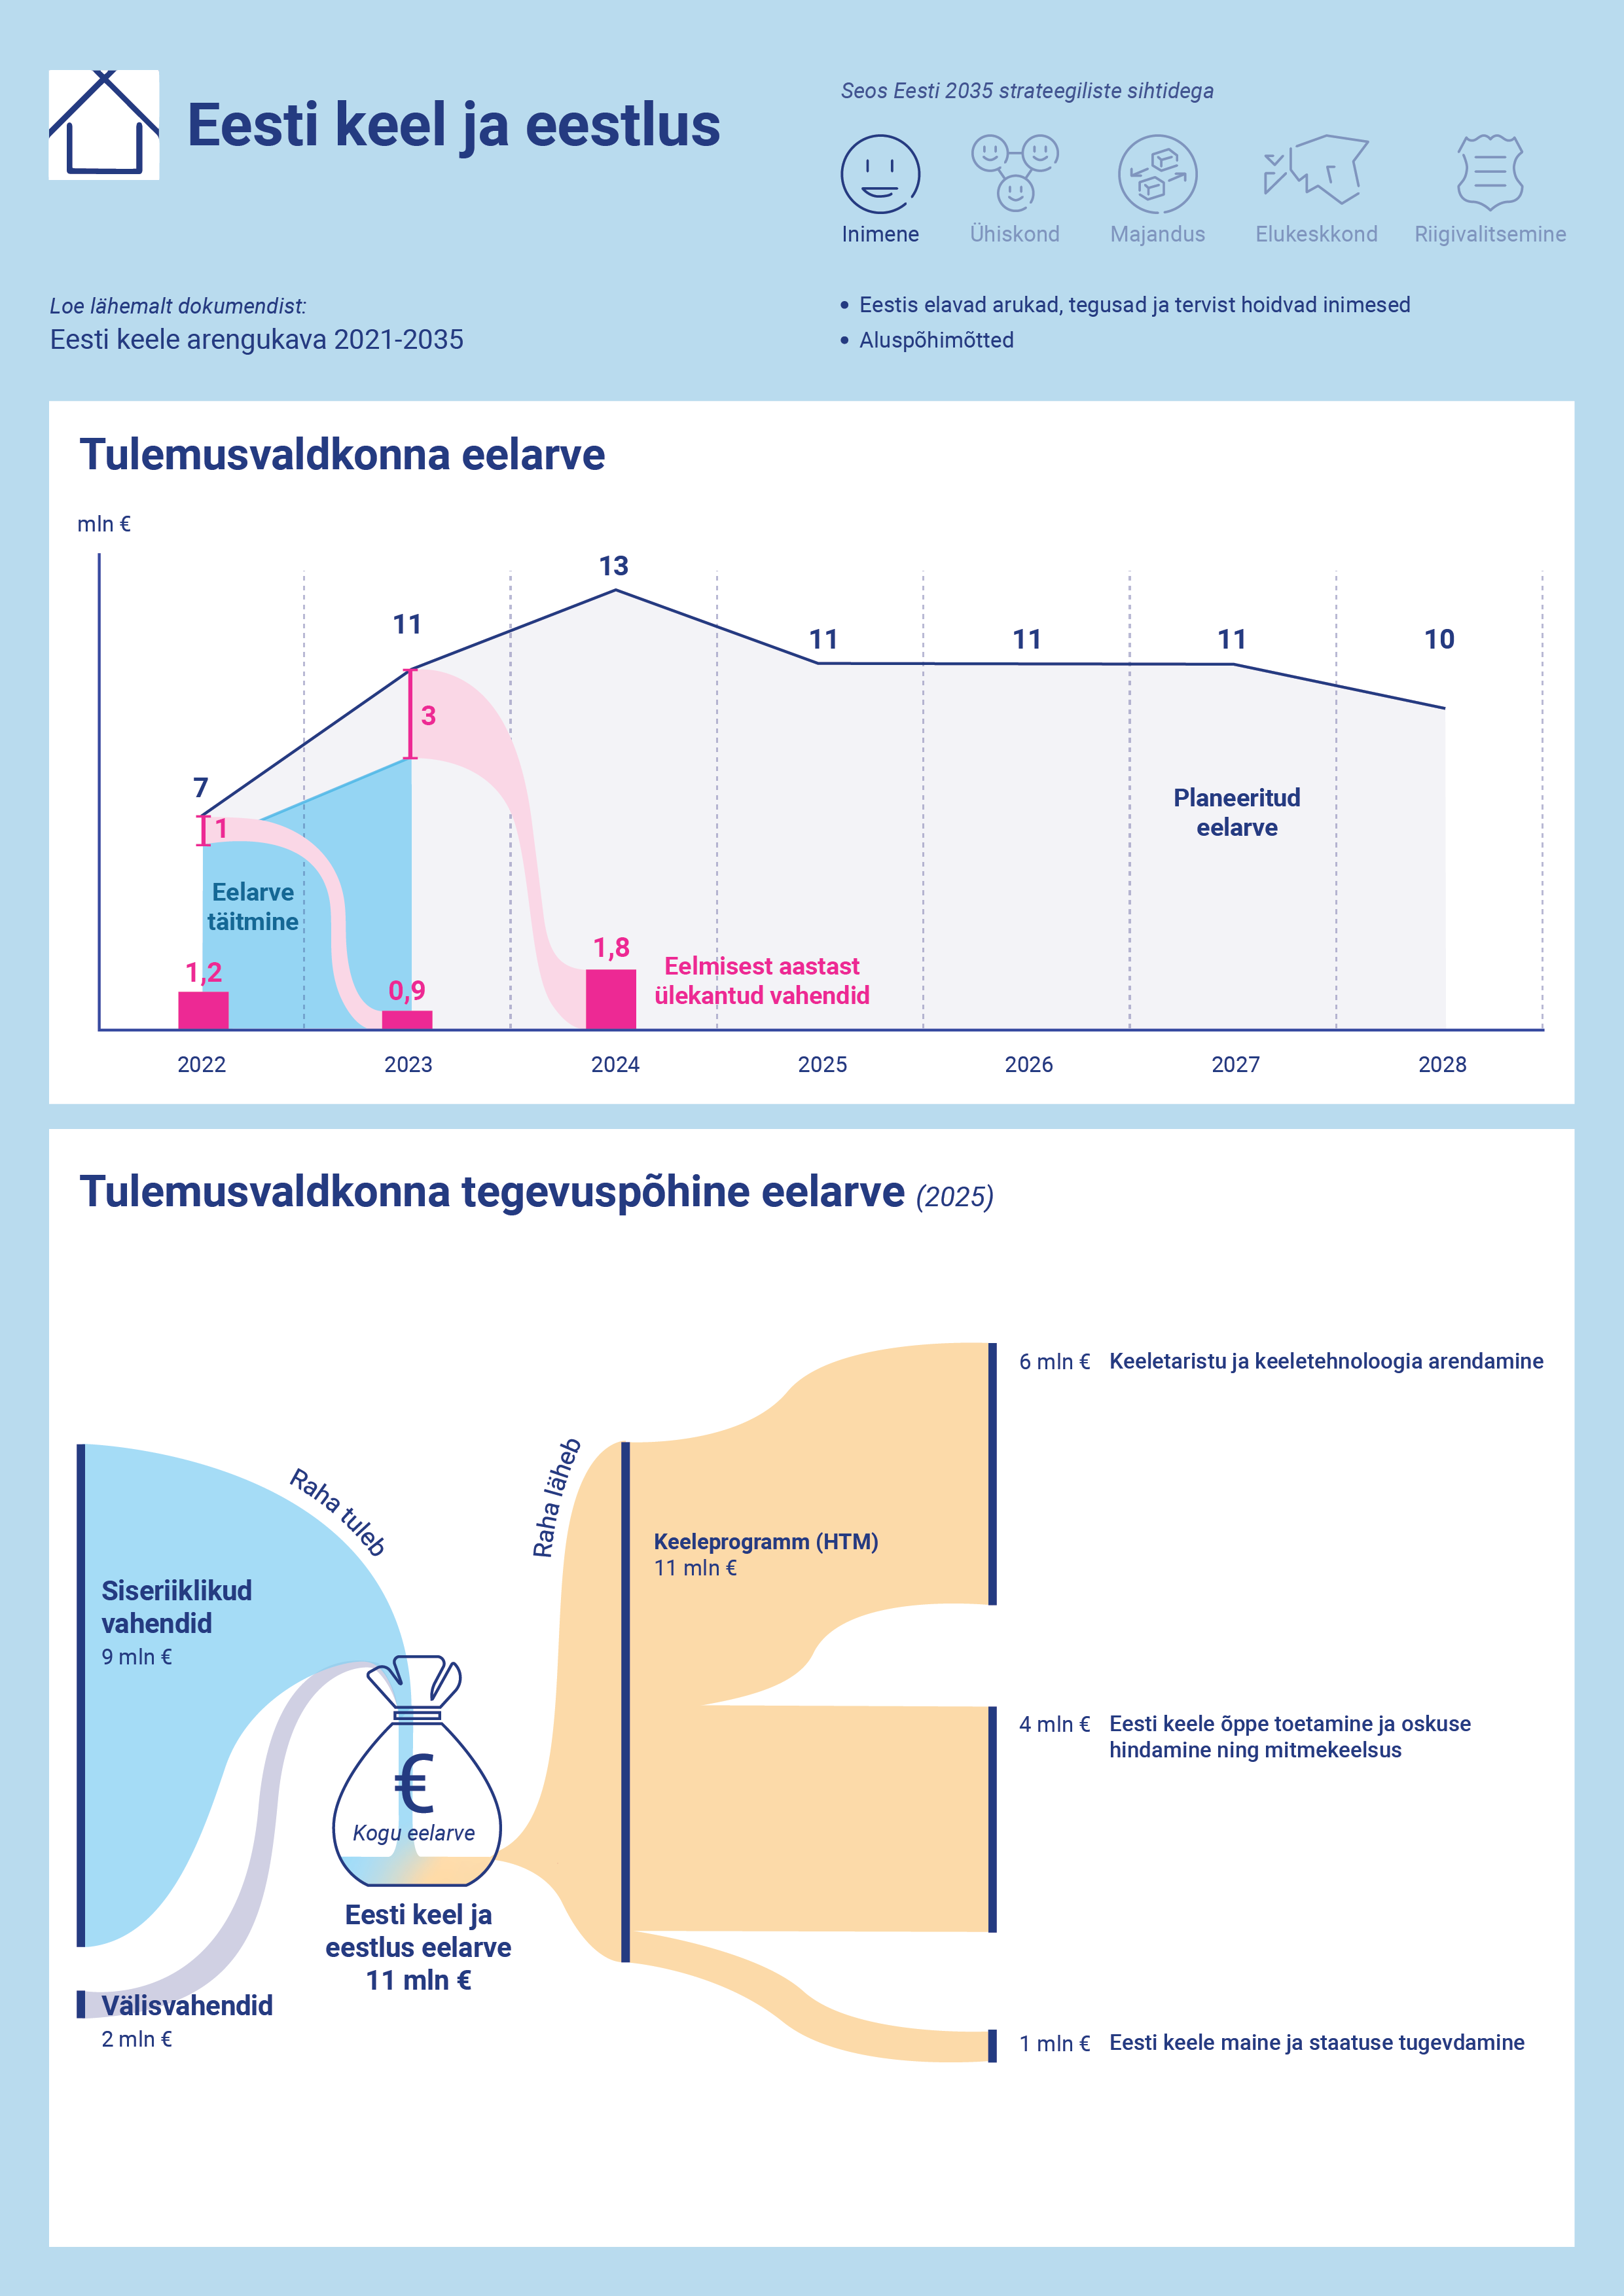 Eesti keel ja eestlus
Seos Eesti 2035 strateegiliste sihtidega
Inimene
Ühiskond
Majandus
Elukeskkond
Riigivalitsemine
Loe lähemalt dokumendist:
Eesti keele arengukava 2021-2035
• Eestis elavad arukad, tegusad ja tervist hoidvad inimesed
• Aluspõhimõtted
Tulemusvaldkonna eelarve
mln €
7
11
13
11
11
11
10
1
3
Planeeritud
eelarve
Eelarve
täitmine
1,2
0,9
1,8
Eelmisest aastast
ülekantud vahendid
2022
2023
2024
2025
2026
2027
2028
Tulemusvaldkonna tegevuspõhine eelarve (2025)
Raha tuleb
Raha läheb
Siseriiklikud
vahendid
9 mln €
Välisvahendid
2 mln €
€
Kogu eelarve
Eesti keel ja
eestlus eelarve
11 mln €
Keeleprogramm (HTM)
11 mln €
6 mln € Keeletaristu ja keeletehnoloogia arendamine
4 mln € Eesti keele õppe toetamine ja oskuse
hindamine ning mitmekeelsus
1 mln € Eesti keele maine ja staatuse tugevdamine